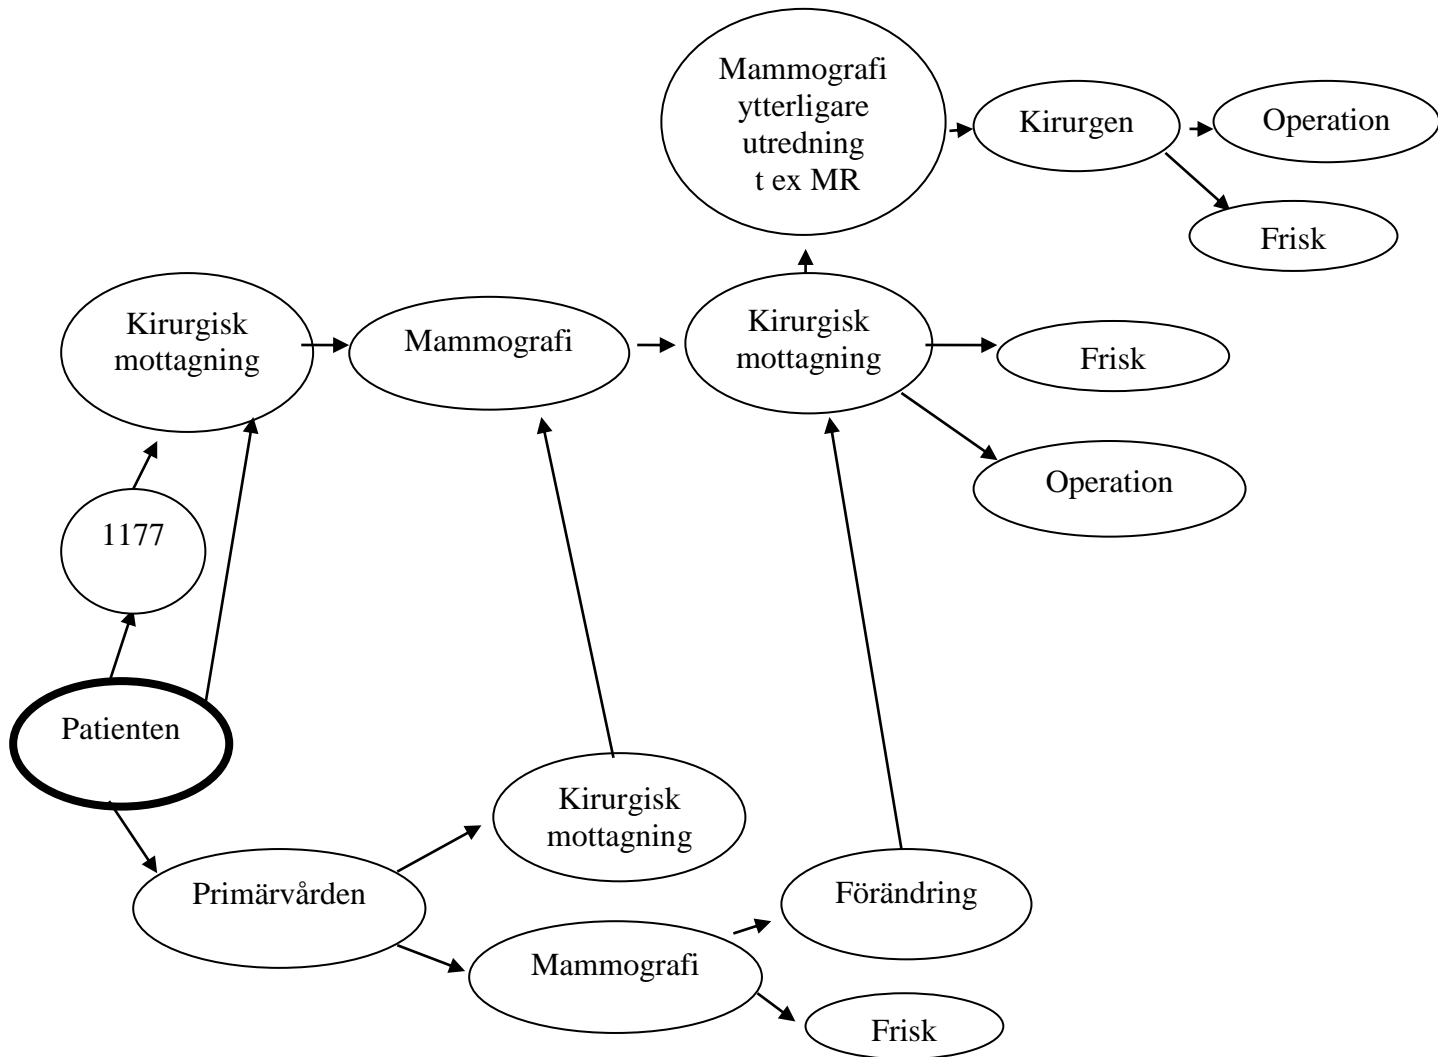 Mammografi
ytterligare
utredning
t ex MR
Kirurgen
Operation
Frisk
Kirurgisk
mottagning
Mammografi
Kirurgisk
mottagning
Frisk
Operation
1177
Patienten
Kirurgisk
mottagning
Primärvården
Förändring
Mammografi
Frisk